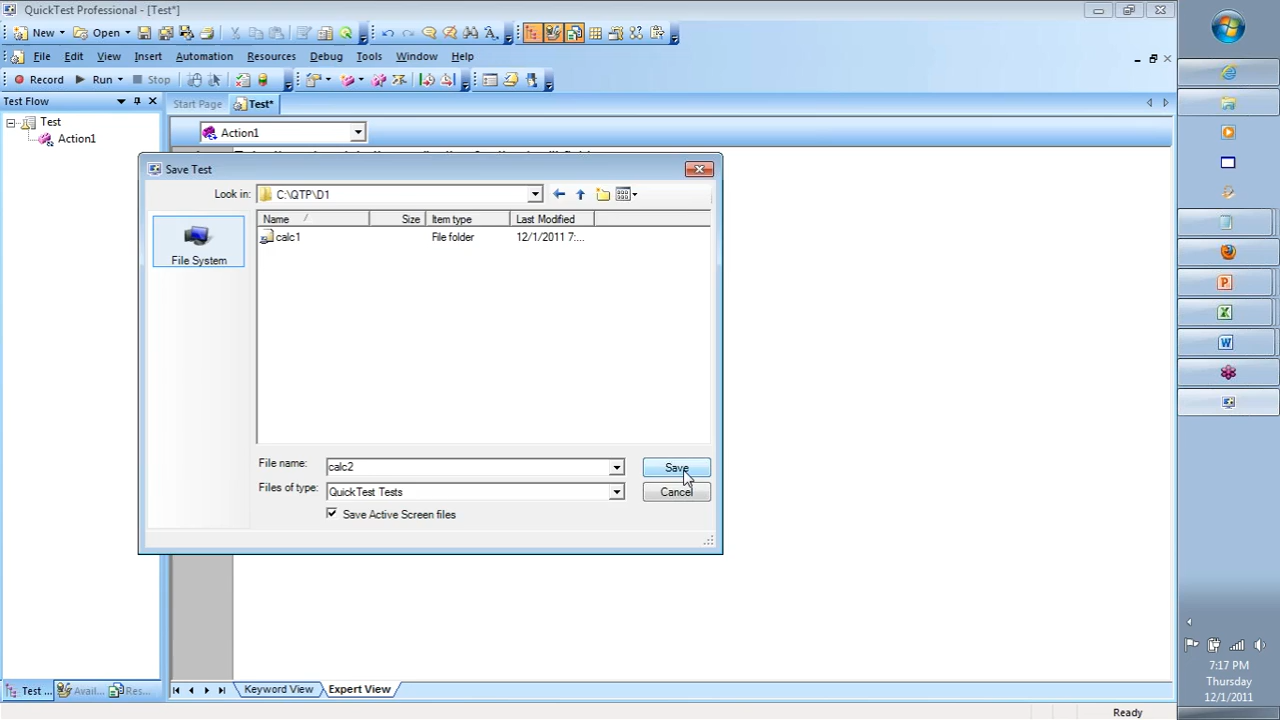 QuickTest Professional - [Test*]
New Open
File Edit View Insert Automation Resources Debug Tools Window Help
Record Run Stop
Test Flow
Start Page Test*
Test
Action1
Action1
Save Test
Look in: C:\QTP\D1
Name Size Item type Last Modified
calc1 File folder 12/1/2011 7:...
File System
File name: calc2 Save
Files of type: QuickTest Tests Cancel
Save Active Screen files
Test ... Avai... Res...
Keyword View Expert View
Ready
7:17 PM
Thursday
12/1/2011